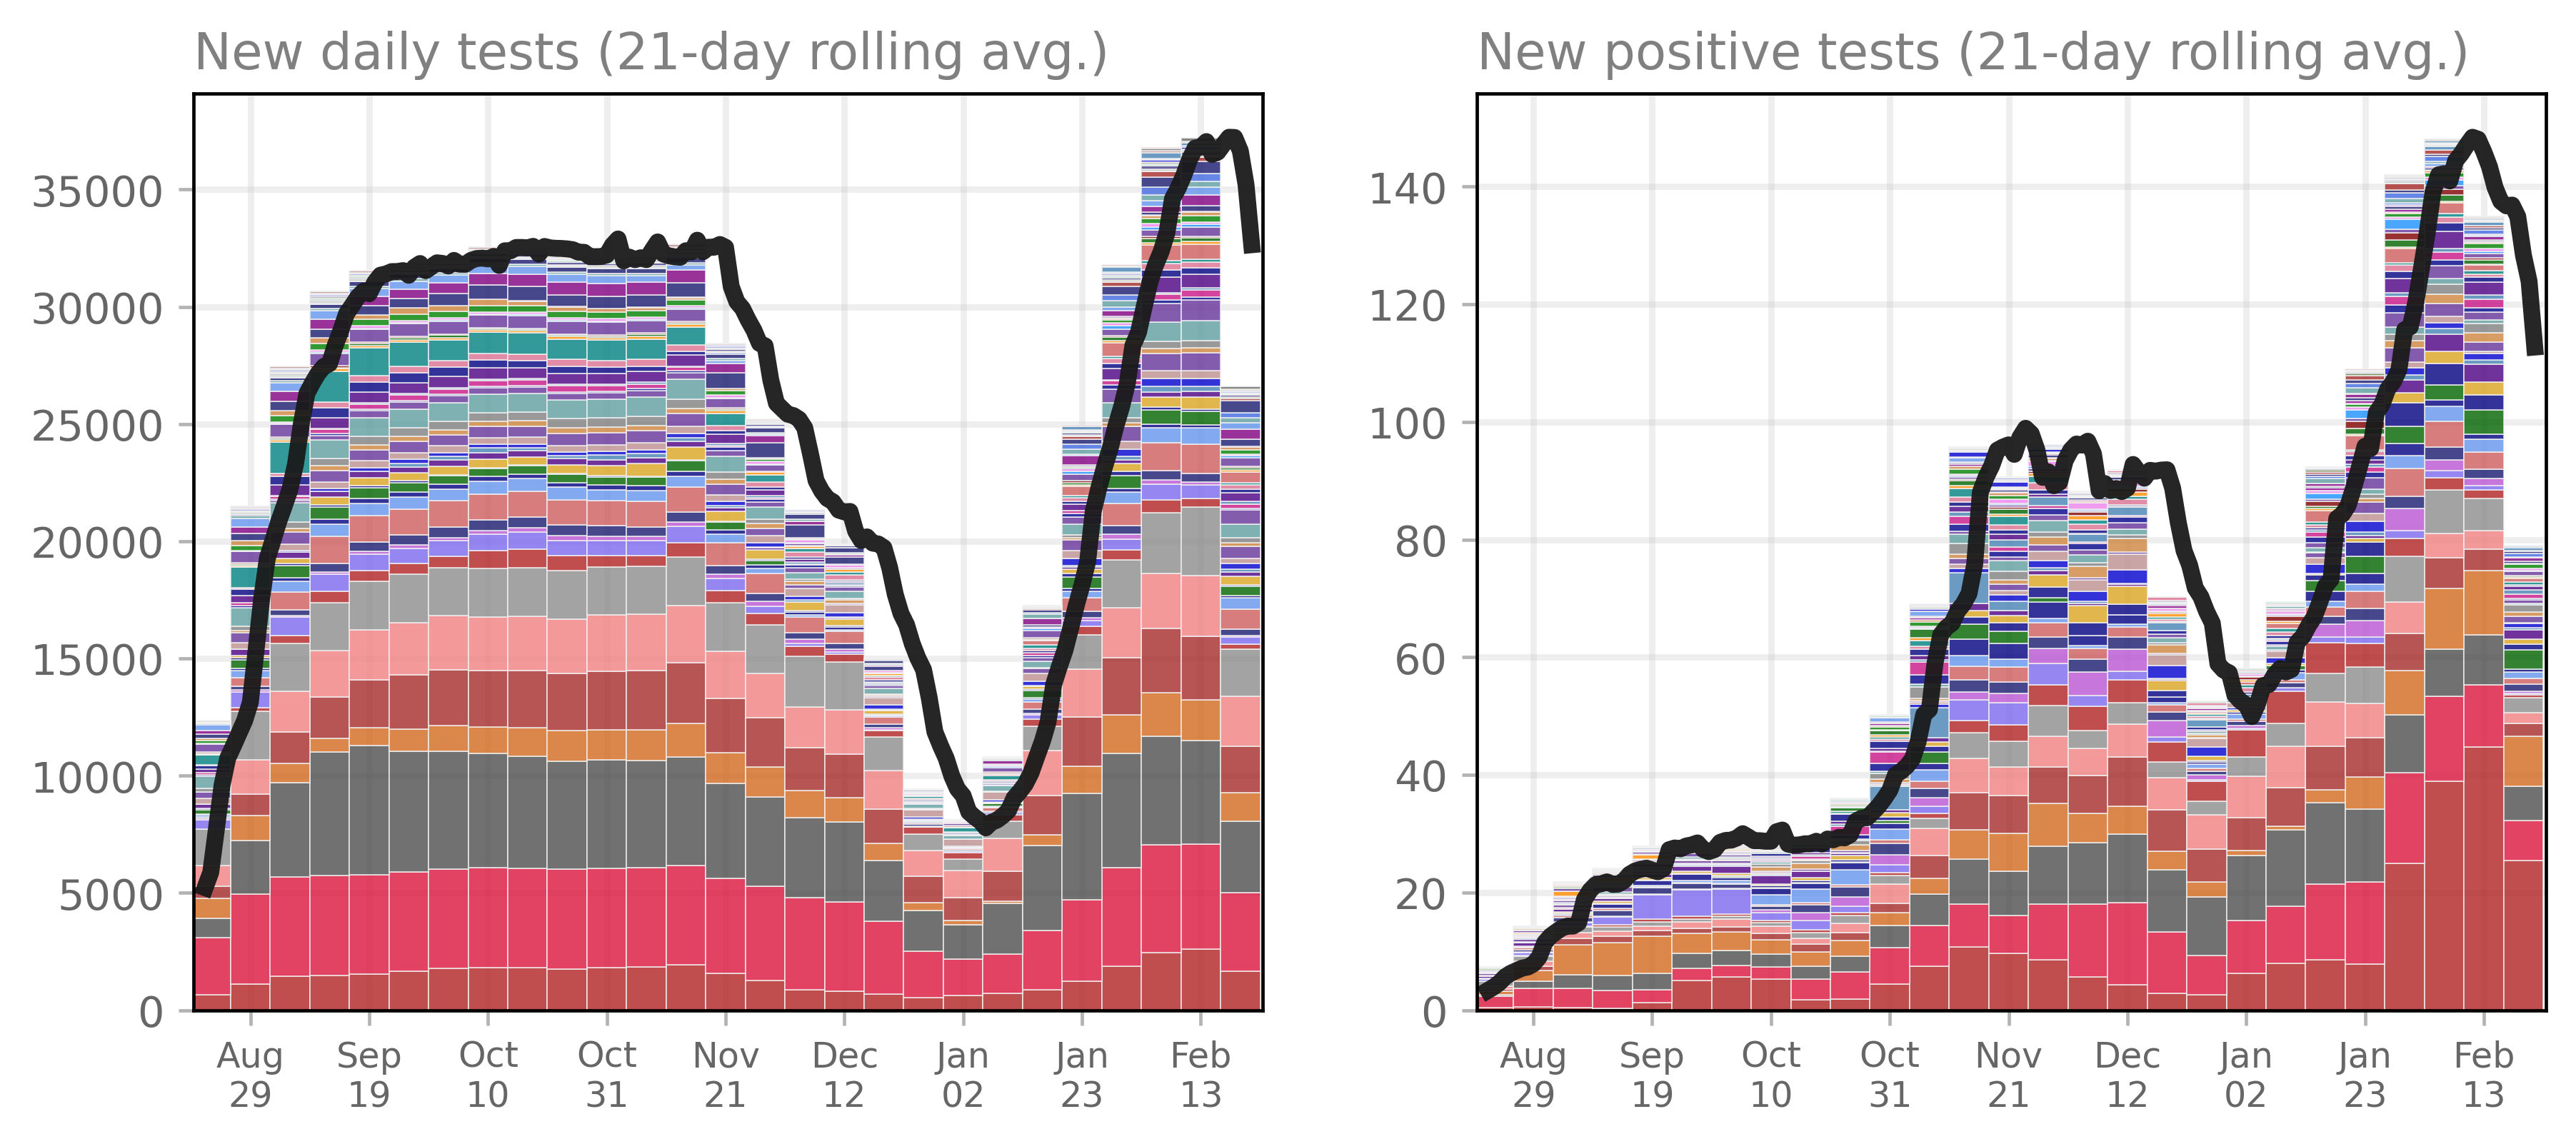 New daily tests (21-day rolling avg.)
35000
30000
25000
20000
15000
10000
5000
0
Aug Sep Oct Oct Nov Dec Jan Jan Feb
29 19 10 31 21 12 02 23 13
New positive tests (21-day rolling avg.)
140
120
100
80
60
40
20
0
Aug Sep Oct Oct Nov Dec Jan Jan Feb
29 19 10 31 21 12 02 23 13